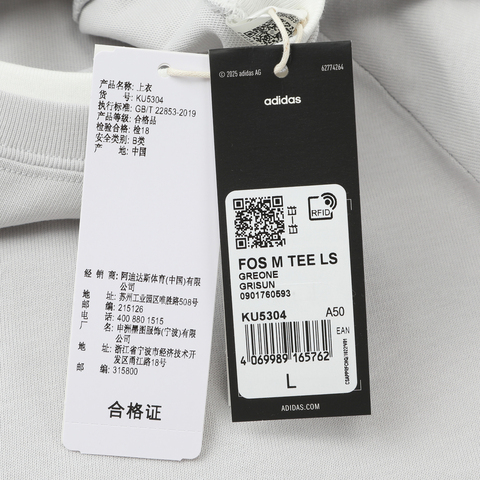 产品名称: 上衣
货 号: KU5304
执行标准: GB/T 22853-2019
产品等级: 合格品
检验合格: 检18
安全类别: B类
产 地: 中国
经 销 商: 阿迪达斯体育(中国)有限公司
地址: 苏州工业园区唯胜路508号
邮 编: 215126
电话: 400 880 1515
厂 名: 申洲
服饰(宁波)有限公司
地址: 浙江省宁波市经济技术开发区甬江路18号
邮 编: 315800
合格证
© 2025 adidas AG
62774264
adidas
RFID
FOS M TEE LS
GREONE
GRISUN
0901760593
KU5304 A50
EAN
4 069989 165762
L
ADIDAS.COM